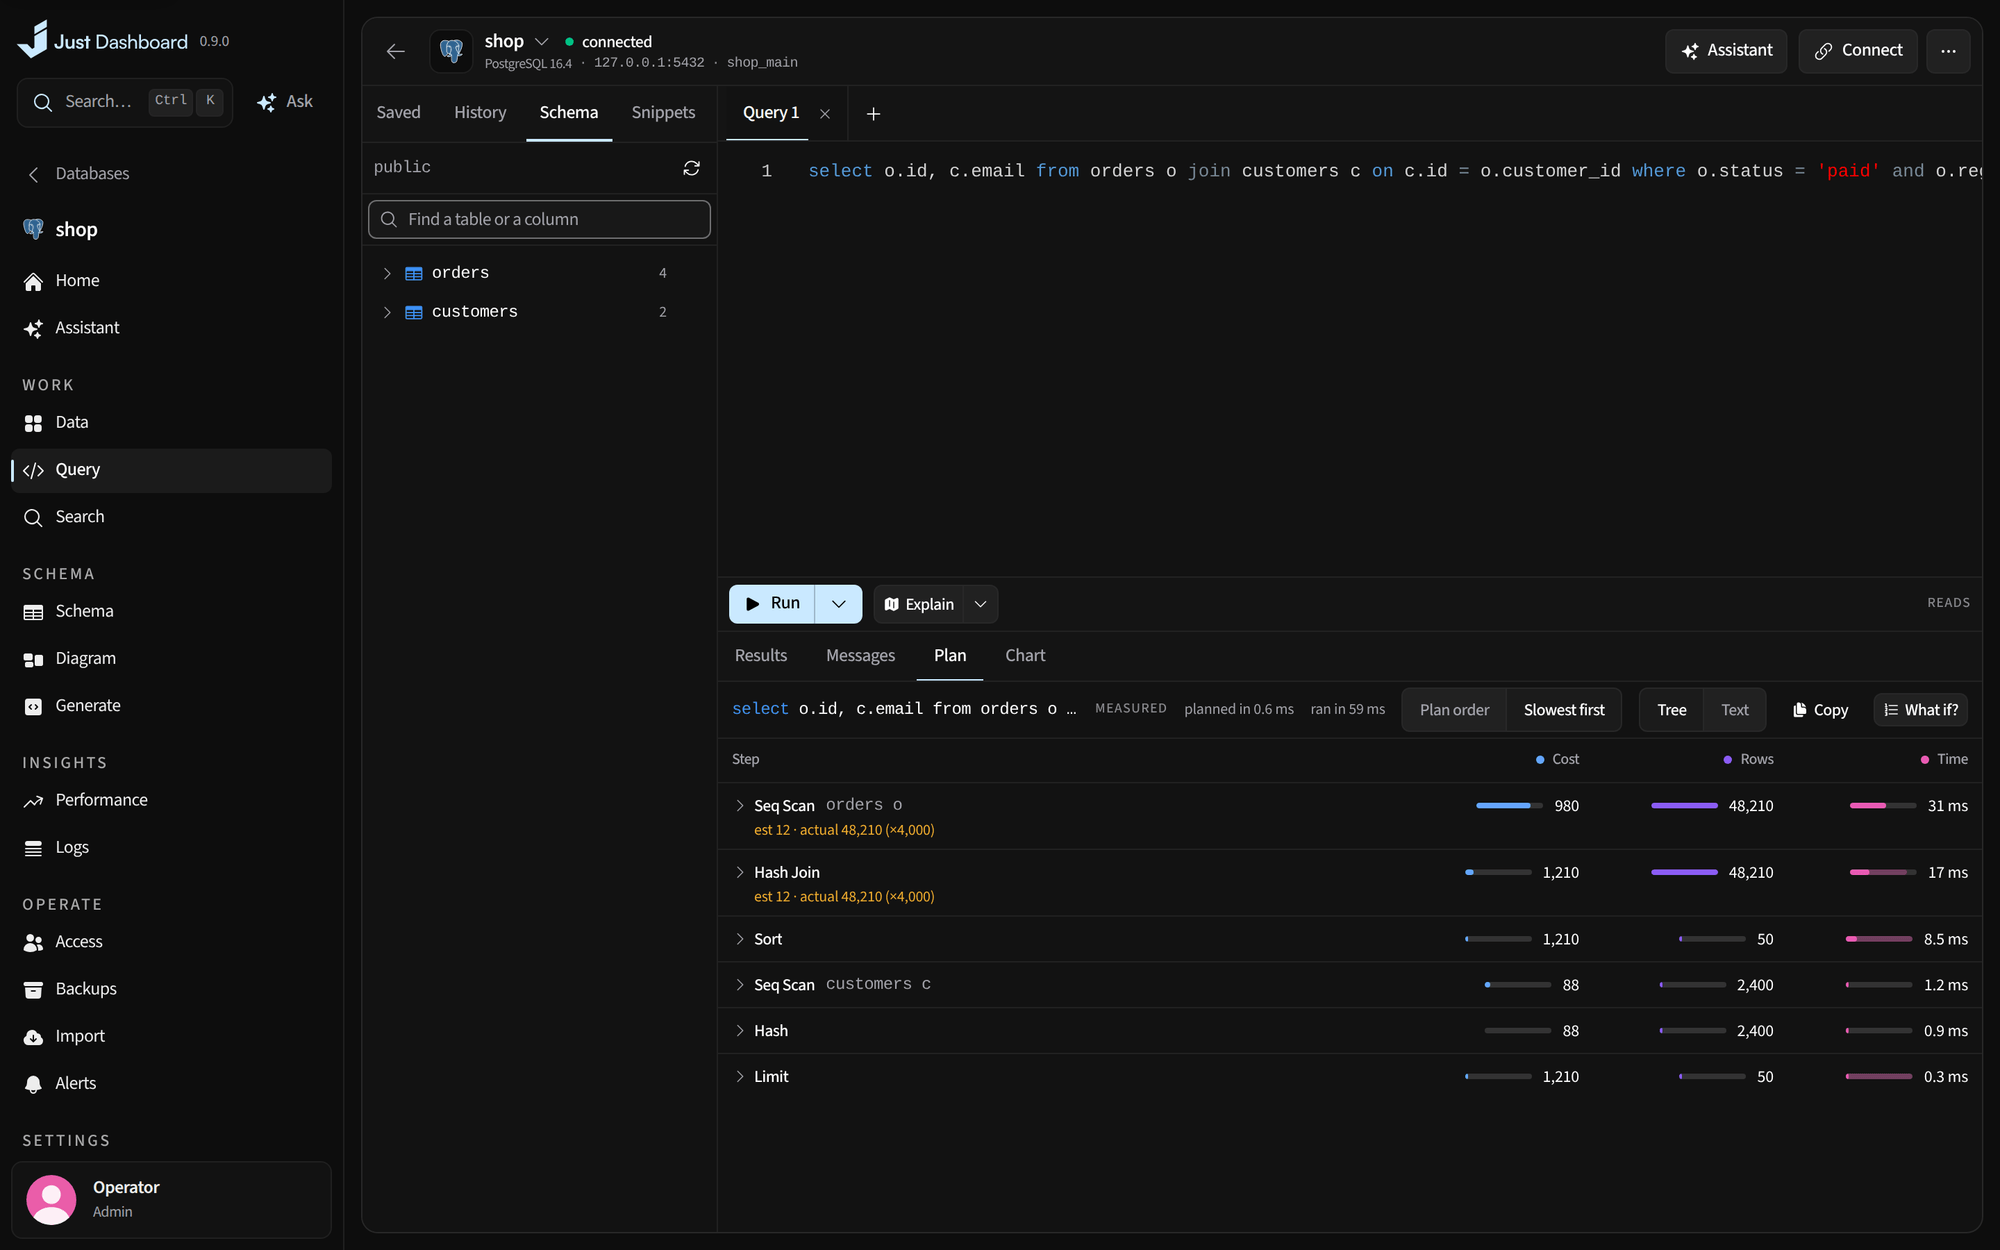 Just Dashboard 0.9.0
Search... Ctrl K Ask
Databases
shop
Home
Assistant
WORK
Data
Query
Search
SCHEMA
Schema
Diagram
Generate
INSIGHTS
Performance
Logs
OPERATE
Access
Backups
Import
Alerts
SETTINGS
Operator
Admin
shop connected
PostgreSQL 16.4 · 127.0.0.1:5432 · shop_main
Assistant Connect ...
Saved History Schema Snippets
public
Find a table or a column
orders 4
customers 2
Query 1
1 select o.id, c.email from orders o join customers c on c.id = o.customer_id where o.status = 'paid' and o.reg
Run Explain READS
Results Messages Plan Chart
select o.id, c.email from orders o … MEASURED planned in 0.6 ms ran in 59 ms Plan order Slowest first Tree Text Copy What if?
Step Cost Rows Time
Seq Scan orders o 980 48,210 31 ms
est 12 · actual 48,210 (×4,000)
Hash Join 1,210 48,210 17 ms
est 12 · actual 48,210 (×4,000)
Sort 1,210 50 8.5 ms
Seq Scan customers c 88 2,400 1.2 ms
Hash 88 2,400 0.9 ms
Limit 1,210 50 0.3 ms